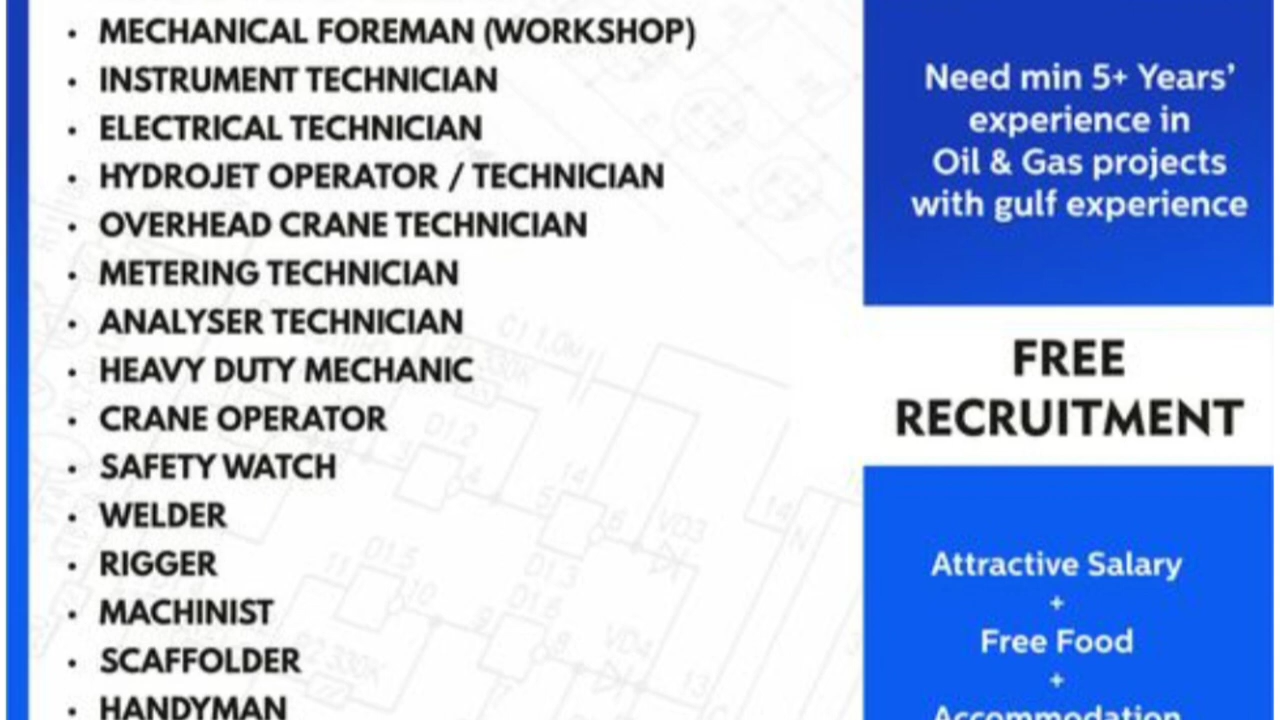 • MECHANICAL FOREMAN (WORKSHOP)
• INSTRUMENT TECHNICIAN
• ELECTRICAL TECHNICIAN
• HYDROJET OPERATOR / TECHNICIAN
• OVERHEAD CRANE TECHNICIAN
• METERING TECHNICIAN
• ANALYSER TECHNICIAN
• HEAVY DUTY MECHANIC
• CRANE OPERATOR
• SAFETY WATCH
• WELDER
• RIGGER
• MACHINIST
• SCAFFOLDER
• HANDYMAN
Need min 5+ Years’
experience in
Oil & Gas projects
with gulf experience
FREE
RECRUITMENT
Attractive Salary
+
Free Food
+
Accommodation